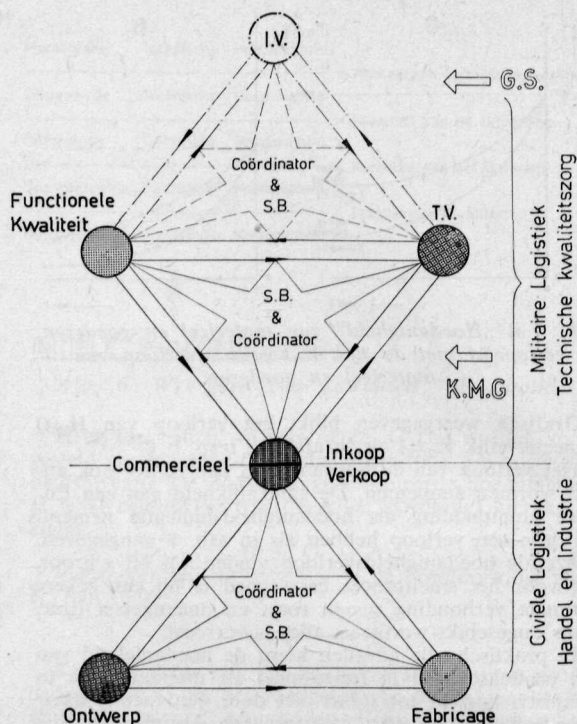 I.V.
G.S.
Coördinator
&
S.B.
Functionele
Kwaliteit
T.V.
S.B.
&
Coördinator
K.M.G
Militaire Logistiek
Technische kwaliteitszorg
Commercieel
Inkoop
Verkoop
Coördinator
&
S.B.
Civiele Logistiek
Handel en Industrie
Ontwerp
Fabricage